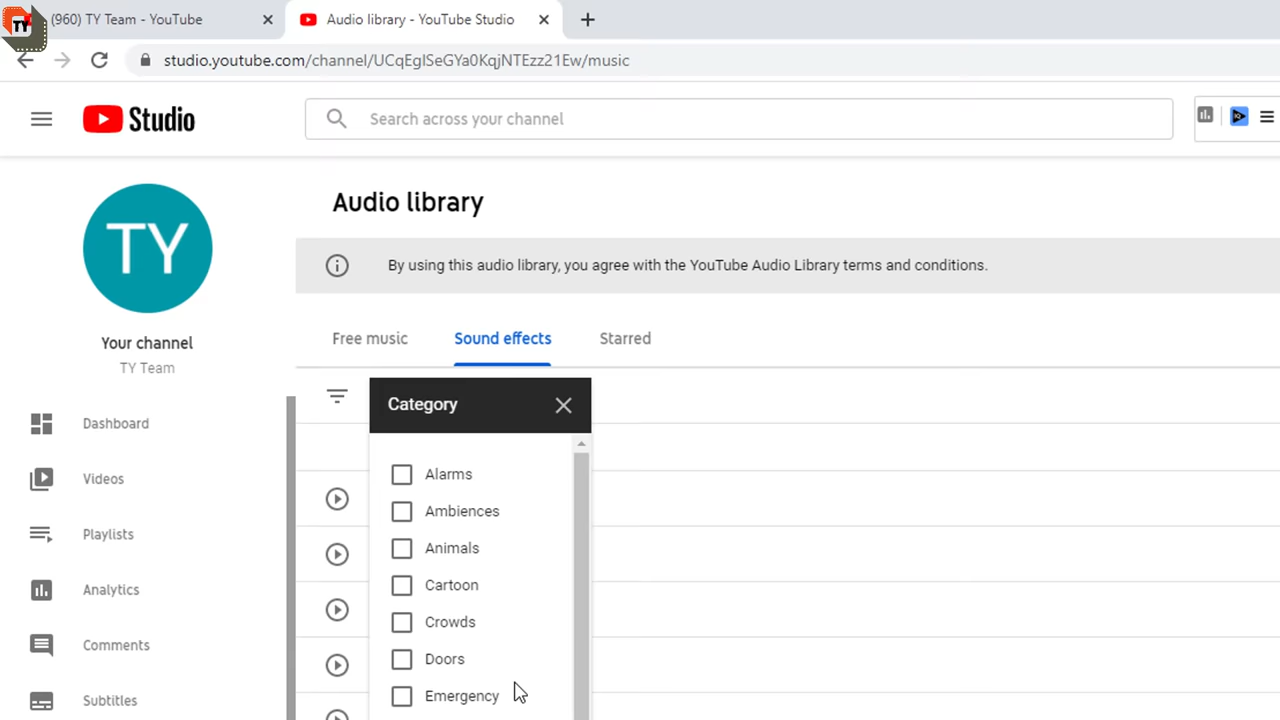 (960) TY Team - YouTube
Audio library - YouTube Studio
TY
studio.youtube.com/channel/UCqEgISeGYa0KqjNTEzz21Ew/music
Studio
Search across your channel
TY
Your channel
TY Team
Dashboard
Videos
Playlists
Analytics
Comments
Subtitles
Audio library
By using this audio library, you agree with the YouTube Audio Library terms and conditions.
Free music
Sound effects
Starred
Category
Alarms
Ambiences
Animals
Cartoon
Crowds
Doors
Emergency